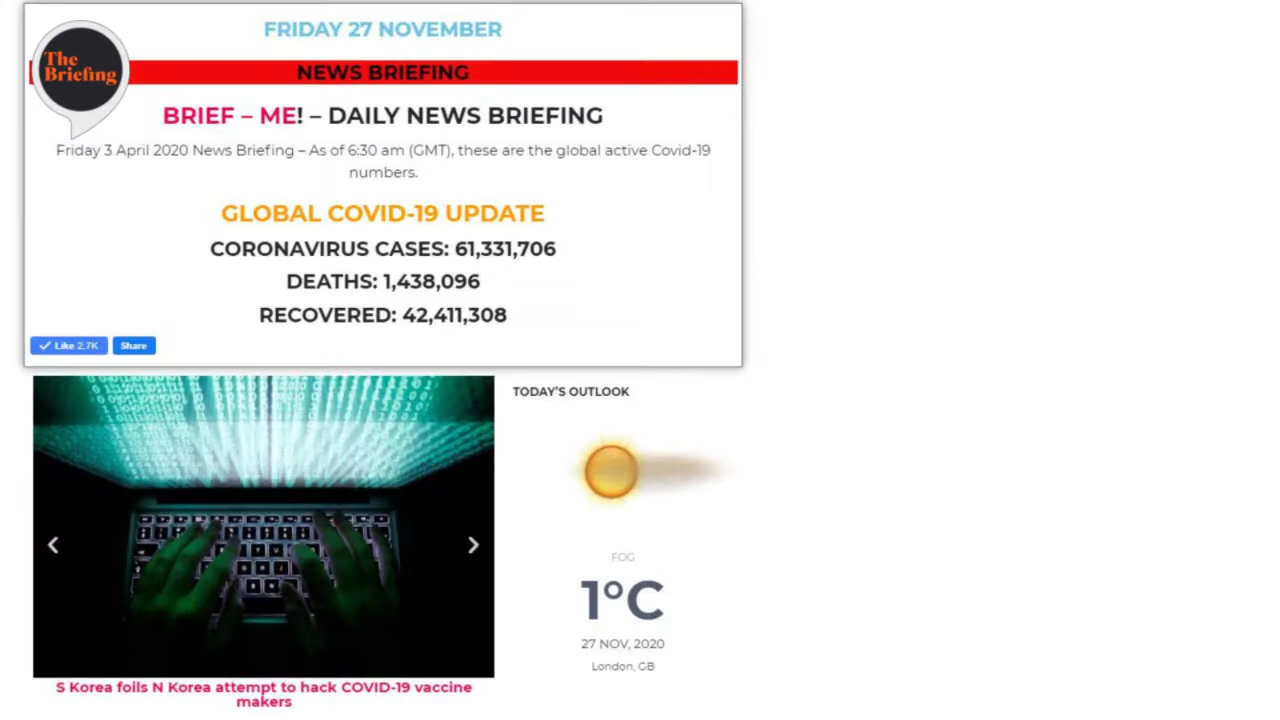 FRIDAY 27 NOVEMBER
The
Briefing
NEWS BRIEFING
BRIEF – ME! – DAILY NEWS BRIEFING
Friday 3 April 2020 News Briefing – As of 6:30 am (GMT), these are the global active Covid-19
numbers.
GLOBAL COVID-19 UPDATE
CORONAVIRUS CASES: 61,331,706
DEATHS: 1,438,096
RECOVERED: 42,411,308
Like 2.7K Share
TODAY'S OUTLOOK
FOG
1°C
27 NOV, 2020
London, GB
S Korea foils N Korea attempt to hack COVID-19 vaccine
makers